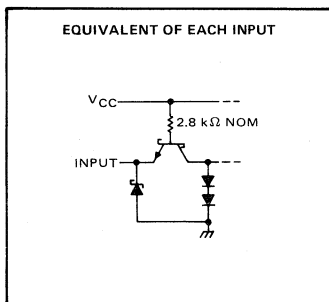 EQUIVALENT OF EACH INPUT
VCC
2.8 kΩ NOM
INPUT